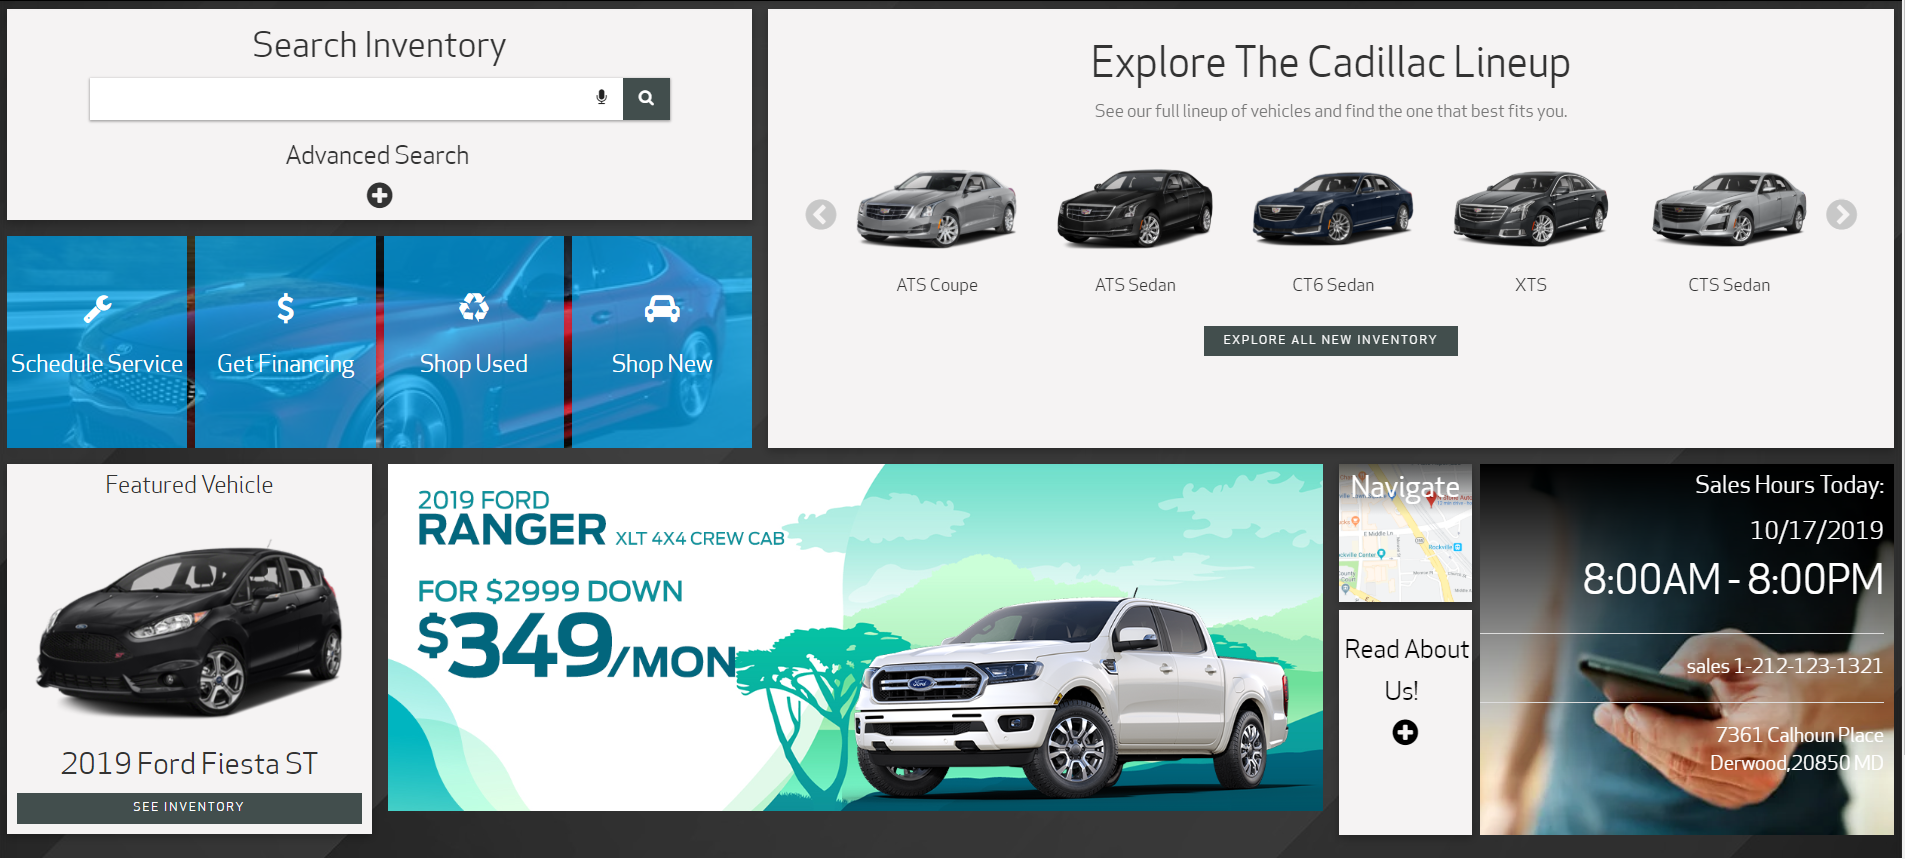 Search Inventory
Advanced Search
Explore The Cadillac Lineup
See our full lineup of vehicles and find the one that best fits you.
ATS Coupe
ATS Sedan
CT6 Sedan
XTS
CTS Sedan
EXPLORE ALL NEW INVENTORY
Schedule Service
Get Financing
Shop Used
Shop New
Featured Vehicle
2019 Ford Fiesta ST
SEE INVENTORY
2019 FORD
RANGER XLT 4X4 CREW CAB
FOR $2999 DOWN
$349/MON
Ford
Navigate
E Middle Ln
Rockville
Read About
Us!
Sales Hours Today:
10/17/2019
8:00AM - 8:00PM
sales 1-212-123-1321
7361 Calhoun Place
Derwood,20850 MD